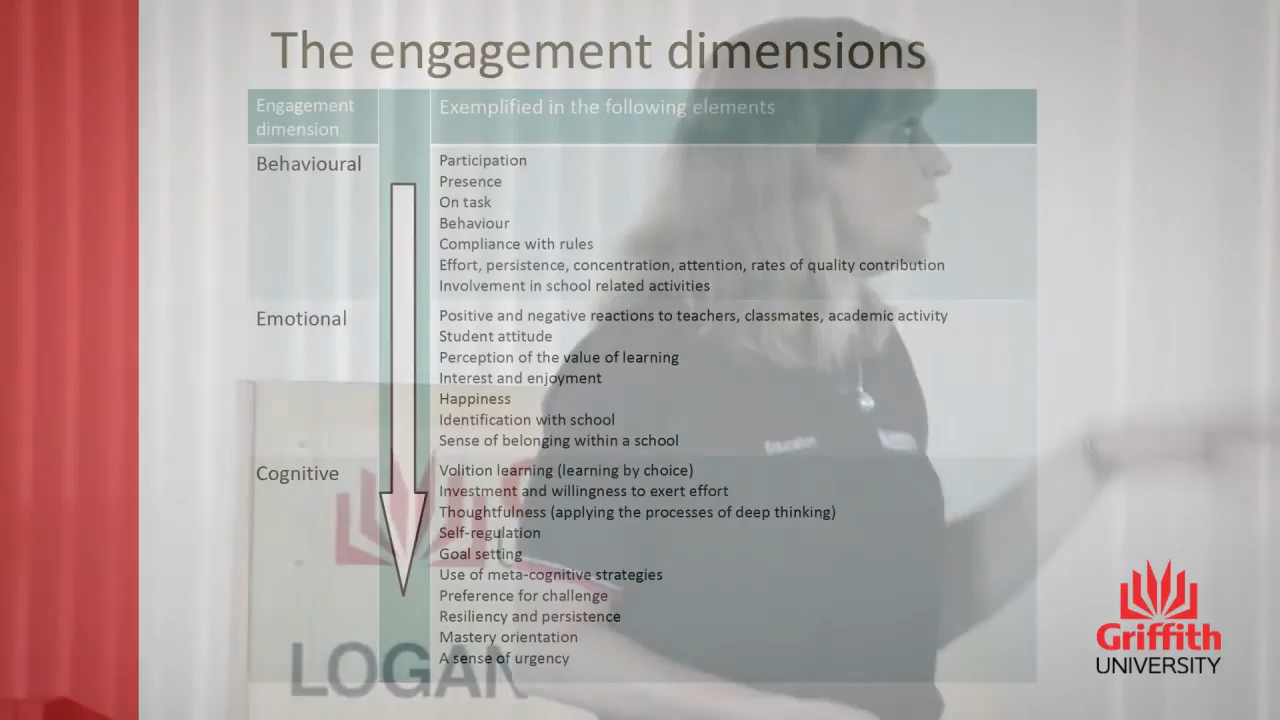 The engagement dimensions
Engagement dimension
Exemplified in the following elements
Behavioural
Participation
Presence
On task
Behaviour
Compliance with rules
Effort, persistence, concentration, attention, rates of quality contribution
Involvement in school related activities
Emotional
Positive and negative reactions to teachers, classmates, academic activity
Student attitude
Perception of the value of learning
Interest and enjoyment
Happiness
Identification with school
Sense of belonging within a school
Cognitive
Volition learning (learning by choice)
Investment and willingness to exert effort
Thoughtfulness (applying the processes of deep thinking)
Self-regulation
Goal setting
Use of meta-cognitive strategies
Preference for challenge
Resiliency and persistence
Mastery orientation
A sense of urgency
LOGAN
Griffith
UNIVERSITY